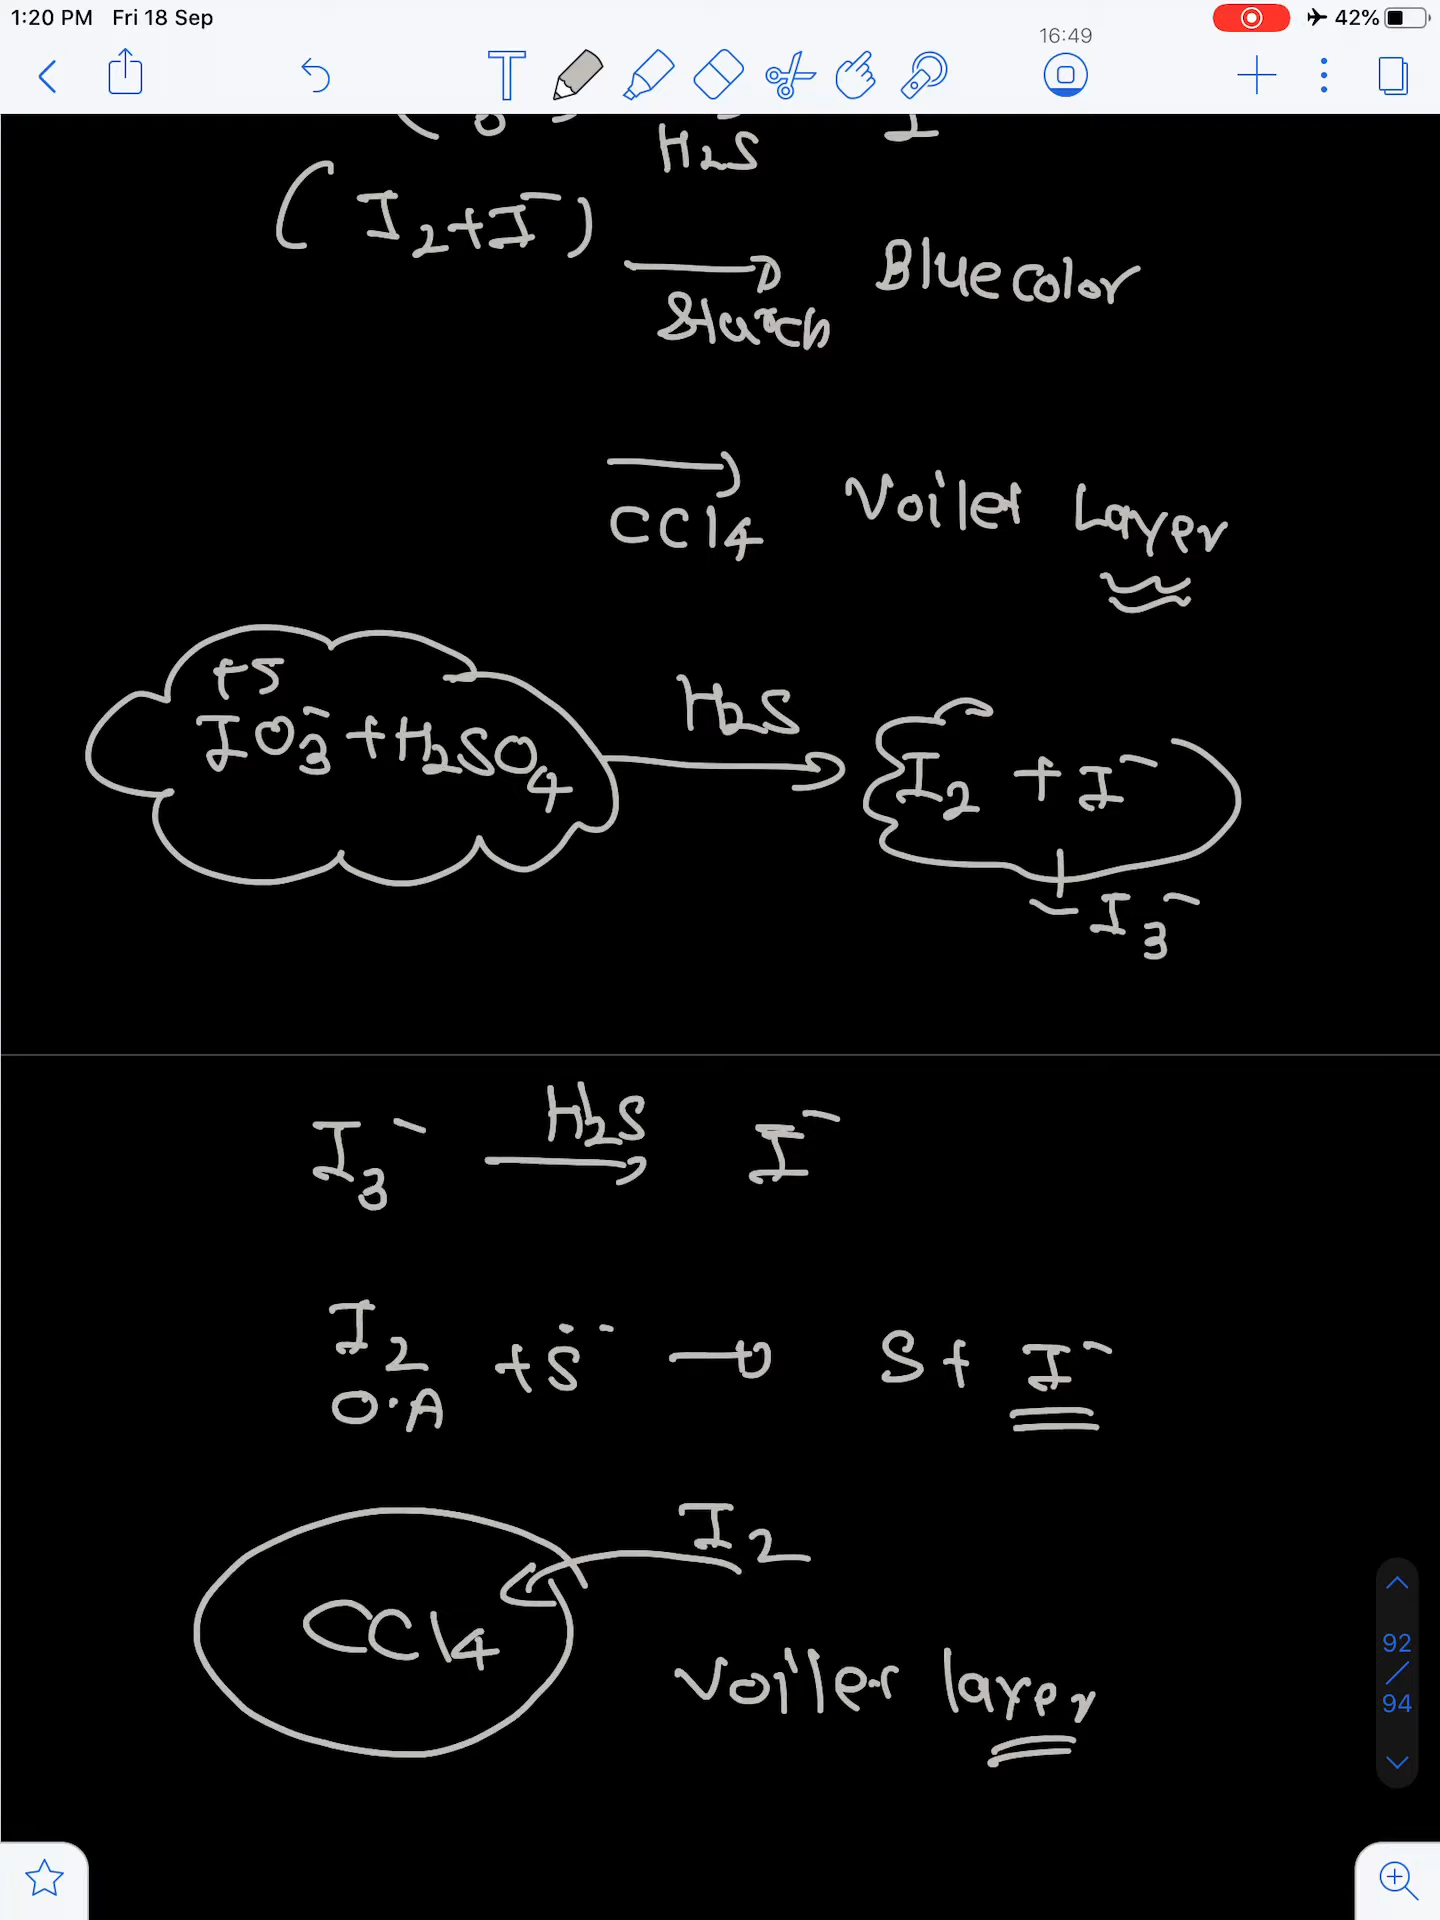 1:20 PM Fri 18 Sep 42%
16:49
H2S I
(I2+I⁻)
Starch Blue color
CCl4 Voilet Layer
+5
IO3⁻ + H2SO4 H2S I2 + I⁻
I3⁻
I3⁻ H2S I⁻
I2 + S⁻⁻ → S + I⁻
O.A
I2
CCl4
Voilet layer
92
/
94